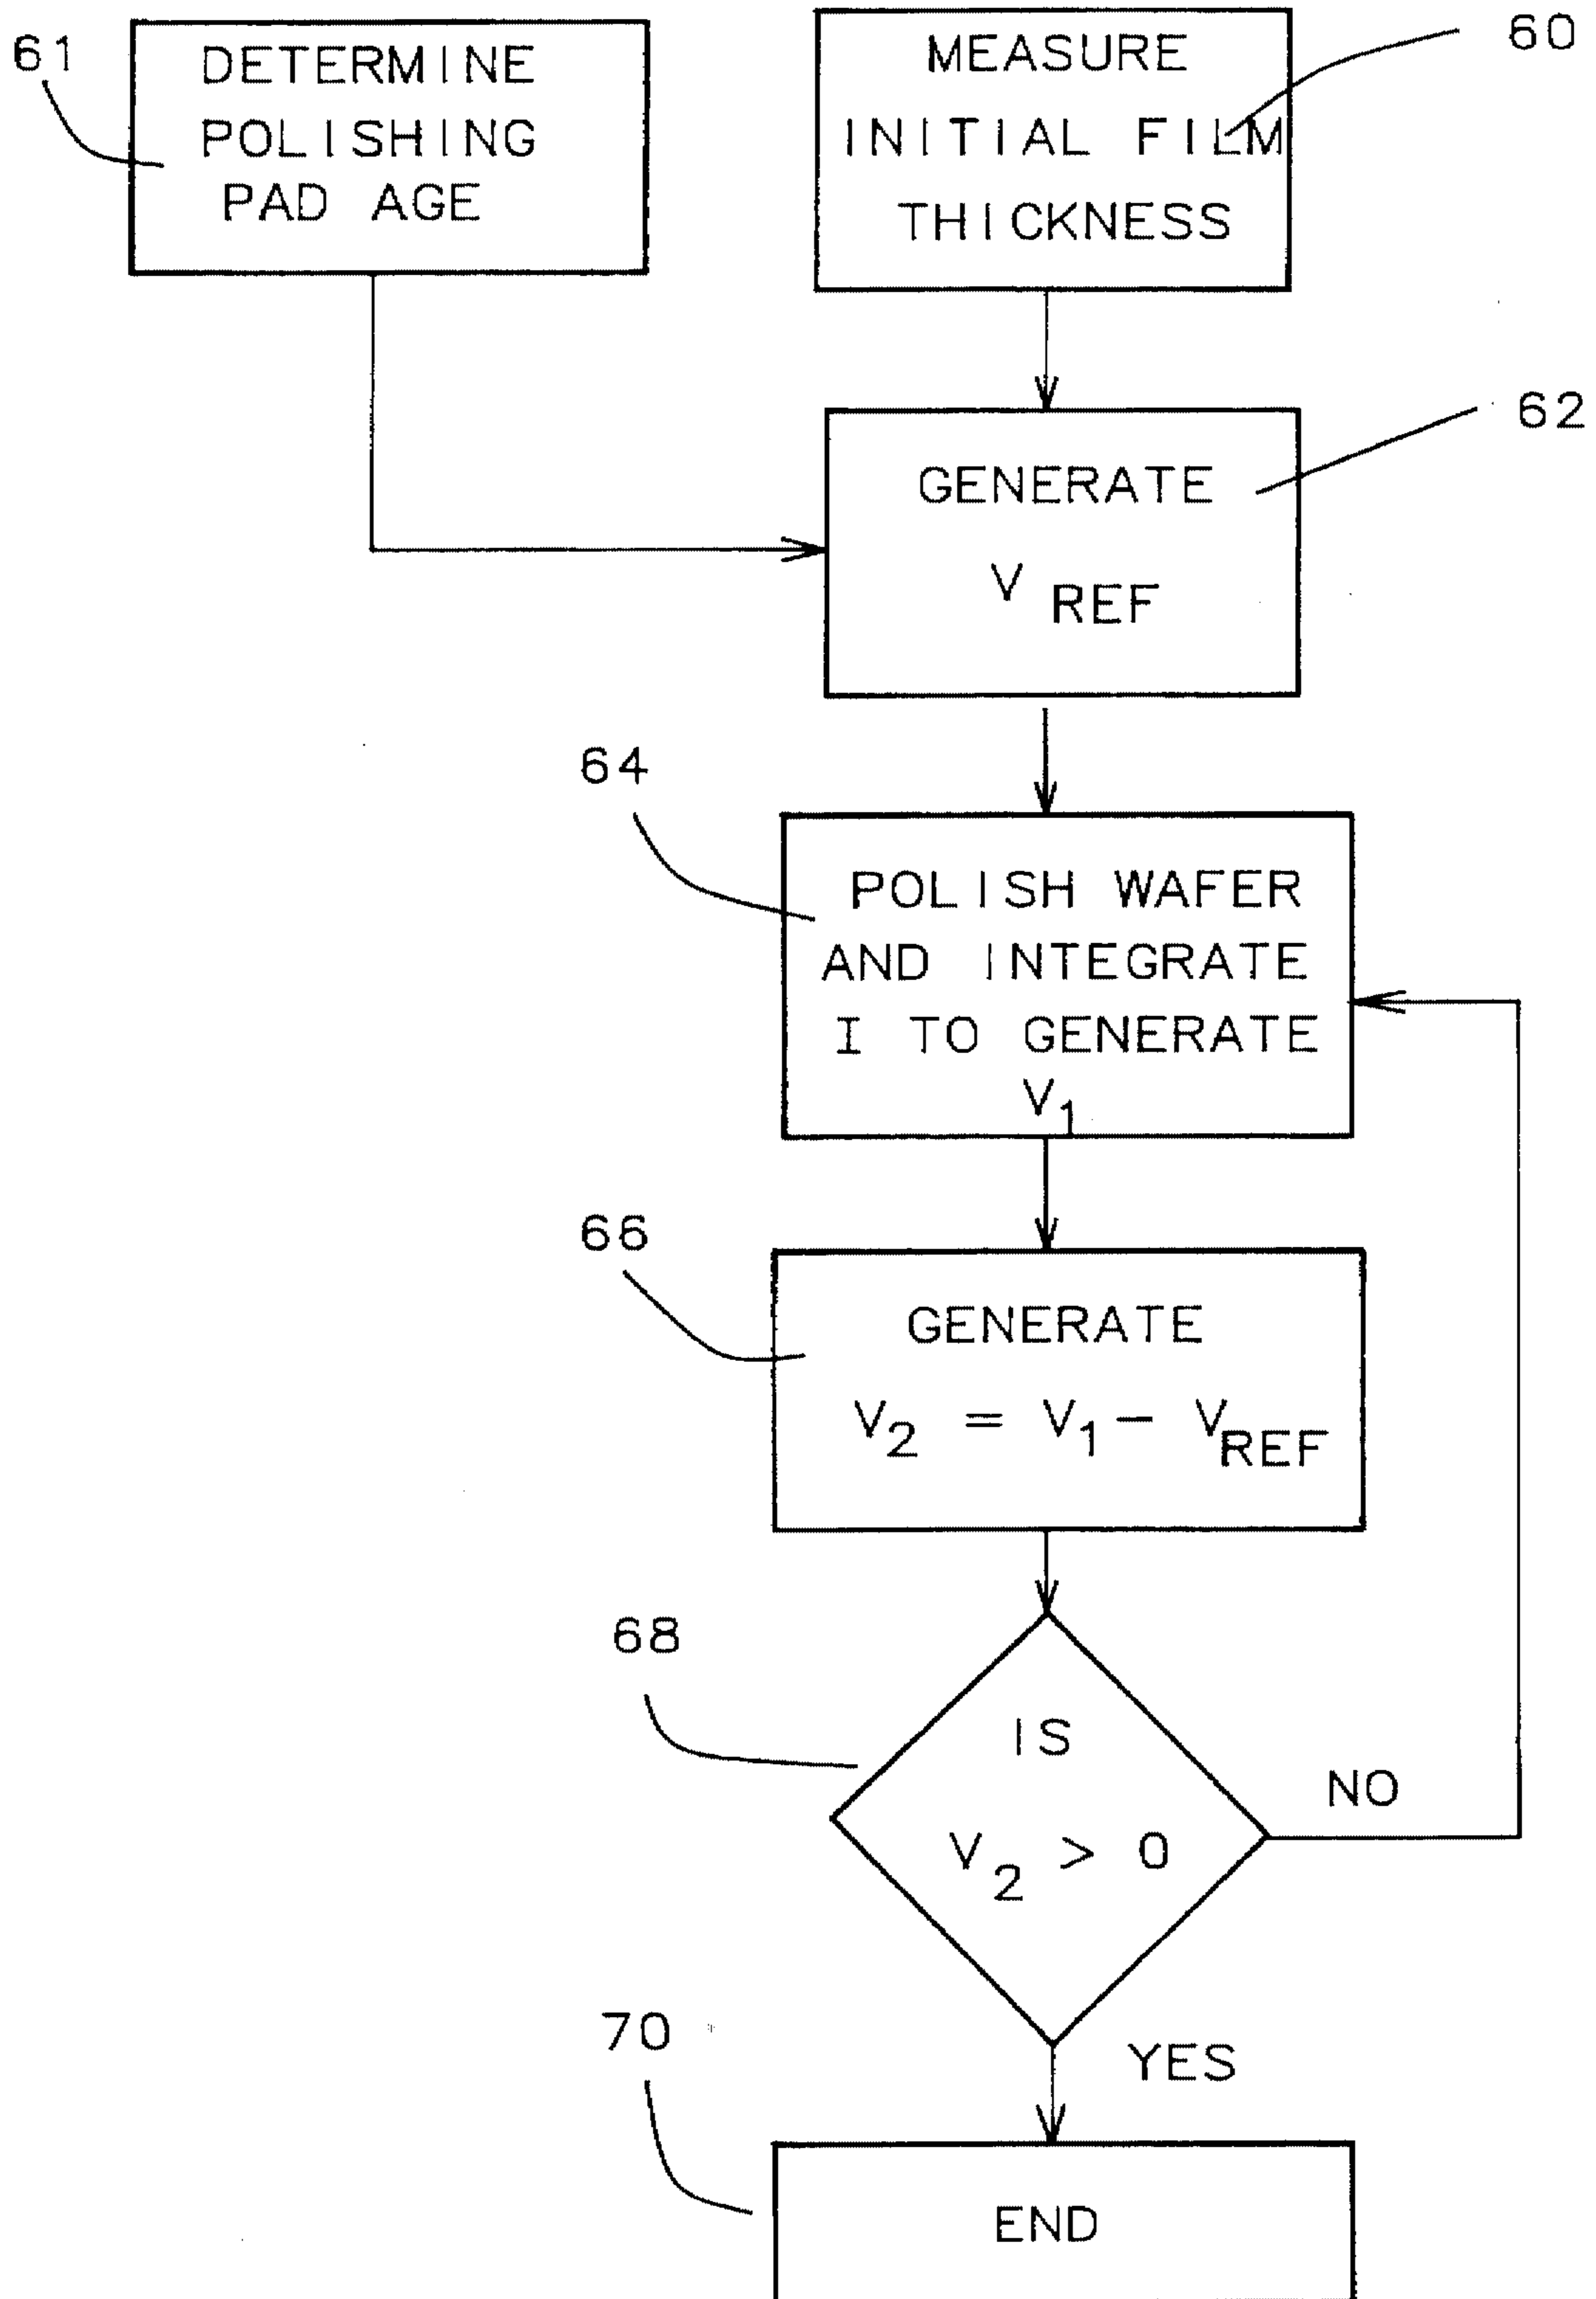 61
DETERMINE
POLISHING
PAD AGE
60
MEASURE
INITIAL FILM
THICKNESS
62
GENERATE
V REF
64
POLISH WAFER
AND INTEGRATE
I TO GENERATE
V1
66
GENERATE
V2 = V1 - VREF
68
IS
V2 > 0
NO
YES
70
END